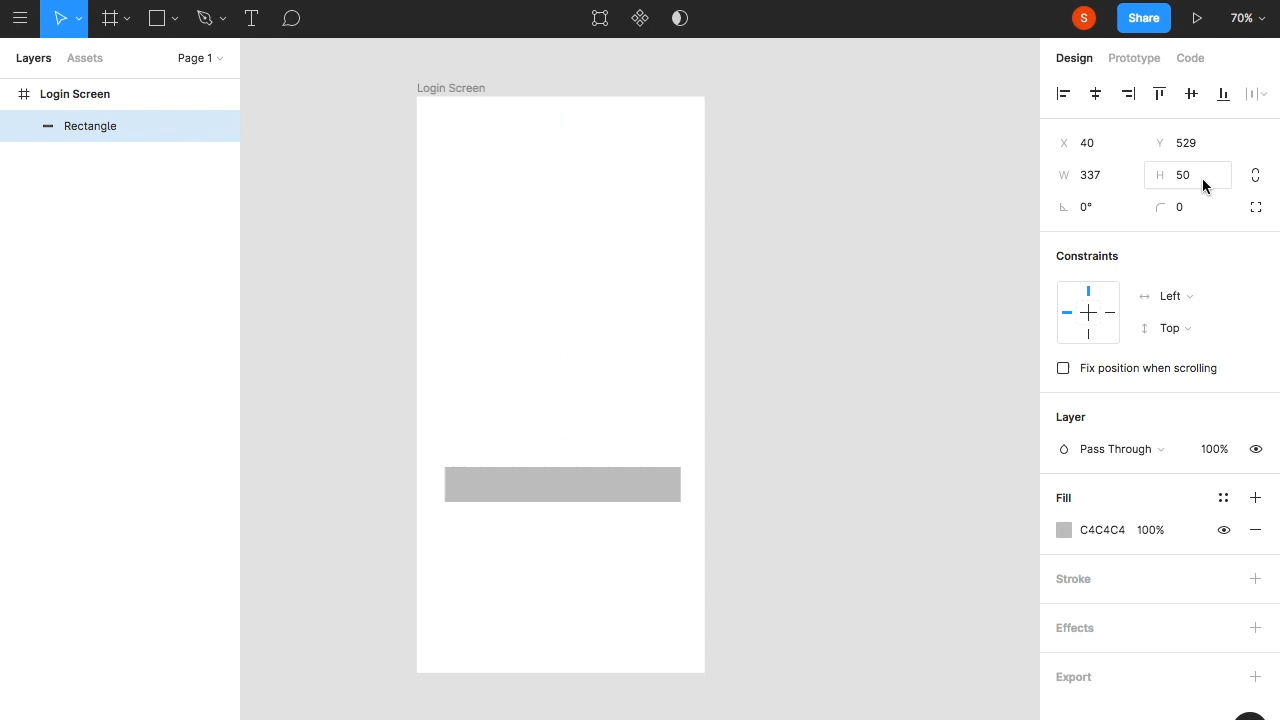 S
Share
70%
Layers
Assets
Page 1
Design
Prototype
Code
Login Screen
Rectangle
Login Screen
X 40
Y 529
W 337
H 50
0°
0
Constraints
Left
Top
Fix position when scrolling
Layer
Pass Through
100%
Fill
C4C4C4 100%
Stroke
Effects
Export